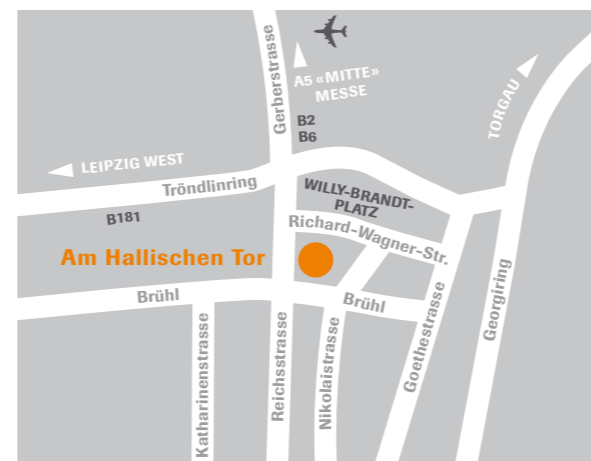 Gerberstrasse
A5 «MITTE»
MESSE
TORGAU
B2
B6
LEIPZIG WEST
Tröndlinring
WILLY-BRANDT-
PLATZ
B181
Richard-Wagner-Str.
Am Hallischen Tor
Brühl
Brühl
Georgiring
Goethestrasse
Katharinenstrasse
Reichsstrasse
Nikolaistrasse